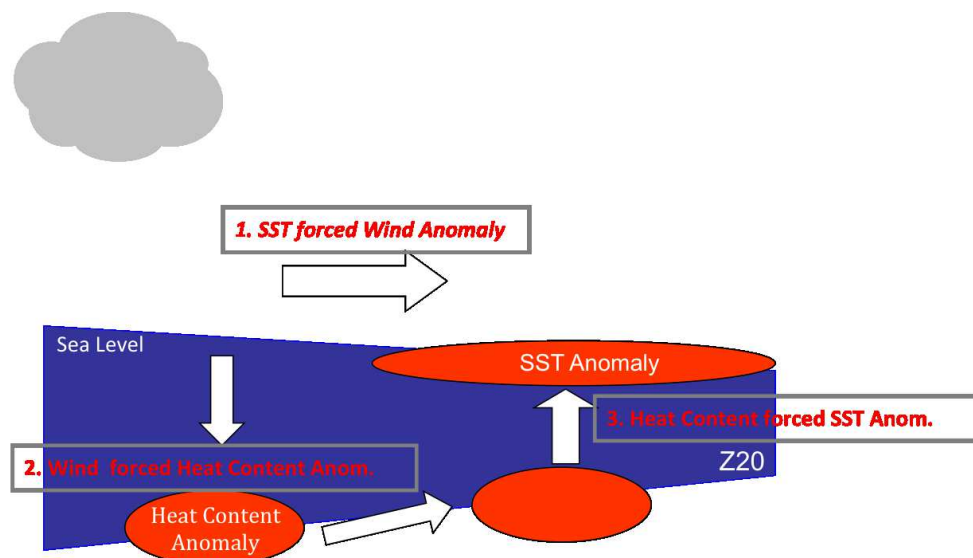 1. SST forced Wind Anomaly
Sea Level
SST Anomaly
3. Heat Content forced SST Anom.
2. Wind forced Heat Content Anom.
Z20
Heat Content
Anomaly